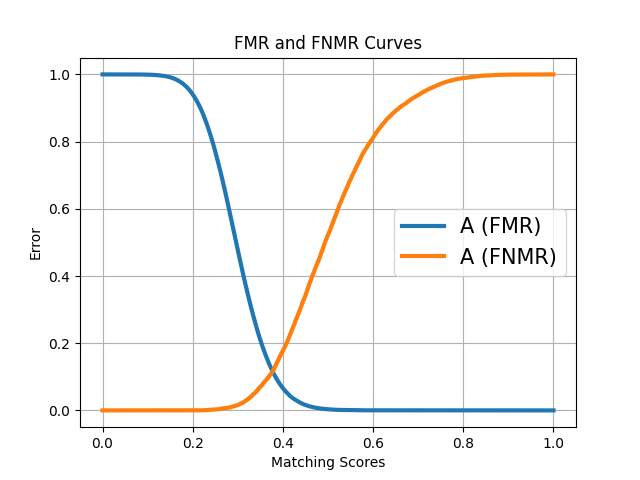 FMR and FNMR Curves
1.0
0.8
0.6
0.4
0.2
0.0
Error
A (FMR)
A (FNMR)
0.0 0.2 0.4 0.6 0.8 1.0
Matching Scores